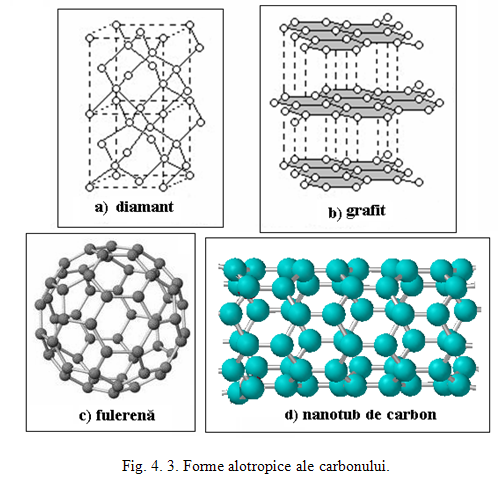 a) diamant
b) grafit
c) fulerenă
d) nanotub de carbon
Fig. 4. 3. Forme alotropice ale carbonului.